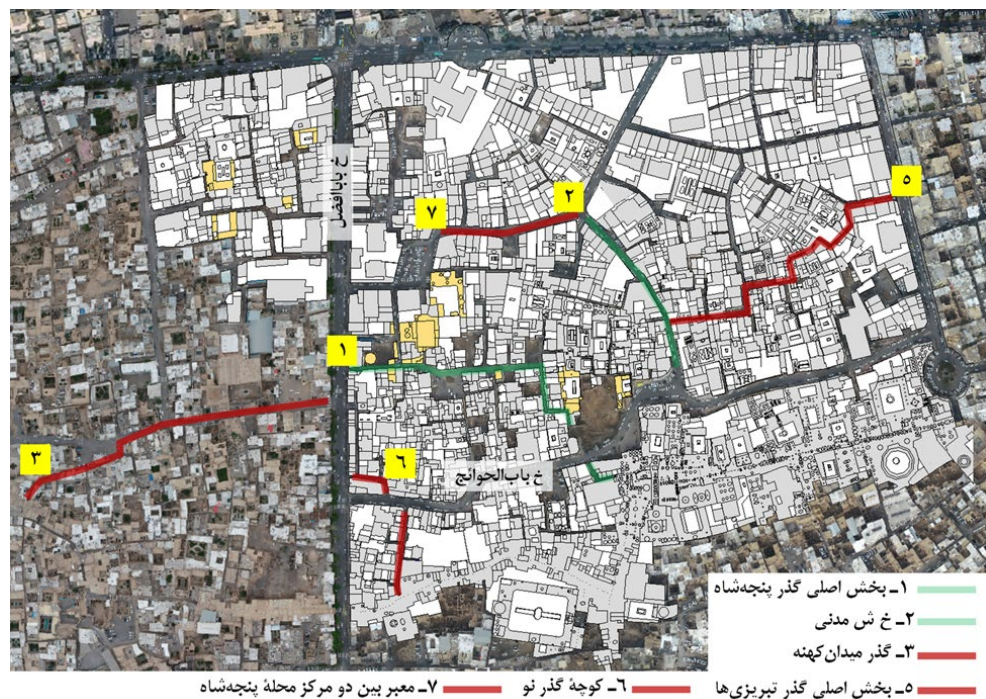 خ باباافضل
۵
۲
۷
۱
۳
۶
خ باب‌الحوائج
۱ـ بخش اصلی گذر پنجه‌شاه
۲ـ خ ش مدنی
۳ـ گذر میدان‌کهنه
۵ـ بخش اصلی گذر تبریزی‌ها
۶ـ کوچهٔ گذر نو
۷ـ معبر بین دو مرکز محلهٔ پنجه‌شاه